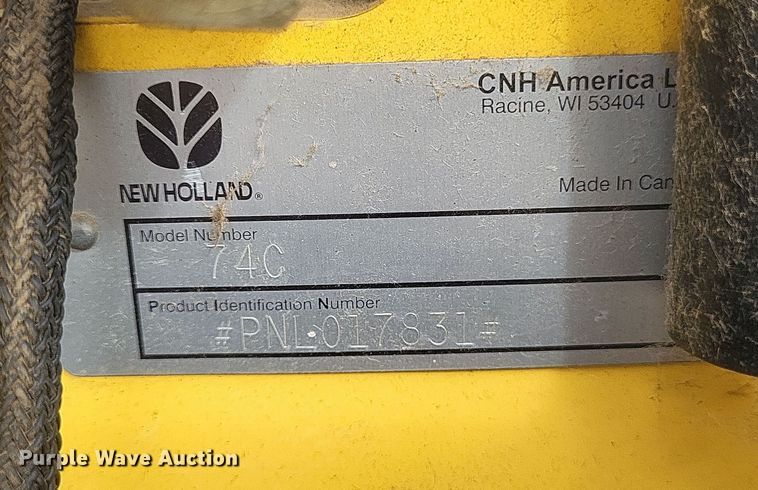 CNH America L
Racine, WI 53404 U.
NEW HOLLAND®
Made In Can
Model Number
74C
Product Identification Number
#PNL017831#
Purple Wave Auction